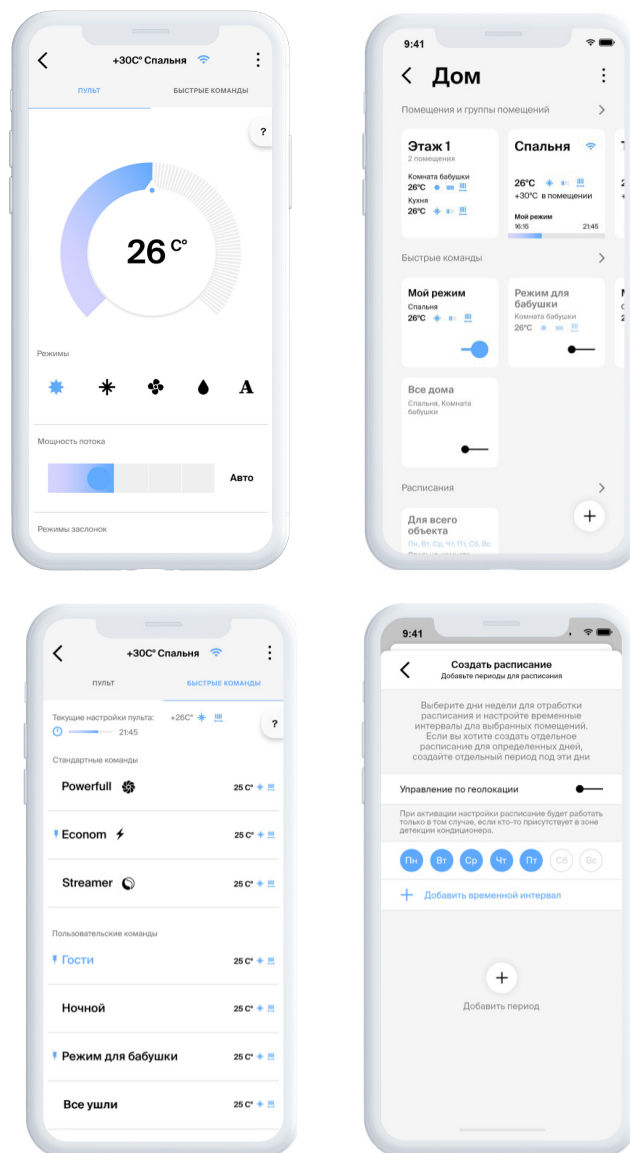 +30C° Спальня
ПУЛЬТ
БЫСТРЫЕ КОМАНДЫ
?
26 C°
Режимы
A
Мощность потока
Авто
Режимы заслонок
9:41
Дом
Помещения и группы помещений
Этаж 1
2 помещения
Комната бабушки
26°C
Кухня
26°C
Спальня
26°C
+30°C в помещении
Мой режим
16:15
21:45
Быстрые команды
Мой режим
Спальня
26°C
Режим для
бабушки
Комната бабушки
26°C
Все дома
Спальня, Комната
бабушки
Расписания
Для всего
объекта
Пн, Вт, Ср, Чт, Пт, Сб, Вс
+30C° Спальня
ПУЛЬТ
БЫСТРЫЕ КОМАНДЫ
Текущие настройки пульта:
+26C°
21:45
?
Стандартные команды
Powerfull
25 C°
Econom
25 C°
Streamer
25 C°
Пользовательские команды
Гости
25 C°
Ночной
25 C°
Режим для бабушки
25 C°
Все ушли
25 C°
9:41
Создать расписание
Добавьте периоды для расписания
Выберите дни недели для отработки
расписания и настройте временные
интервалы для выбранных помещений.
Если вы хотите создать отдельное
расписание для определенных дней,
создайте отдельный период под эти дни
Управление по геолокации
При активации настройки расписание будет работать
только в том случае, если кто-то присутствует в зоне
детекции кондиционера.
Пн Вт Ср Чт Пт Сб Вс
Добавить временной интервал
Добавить период